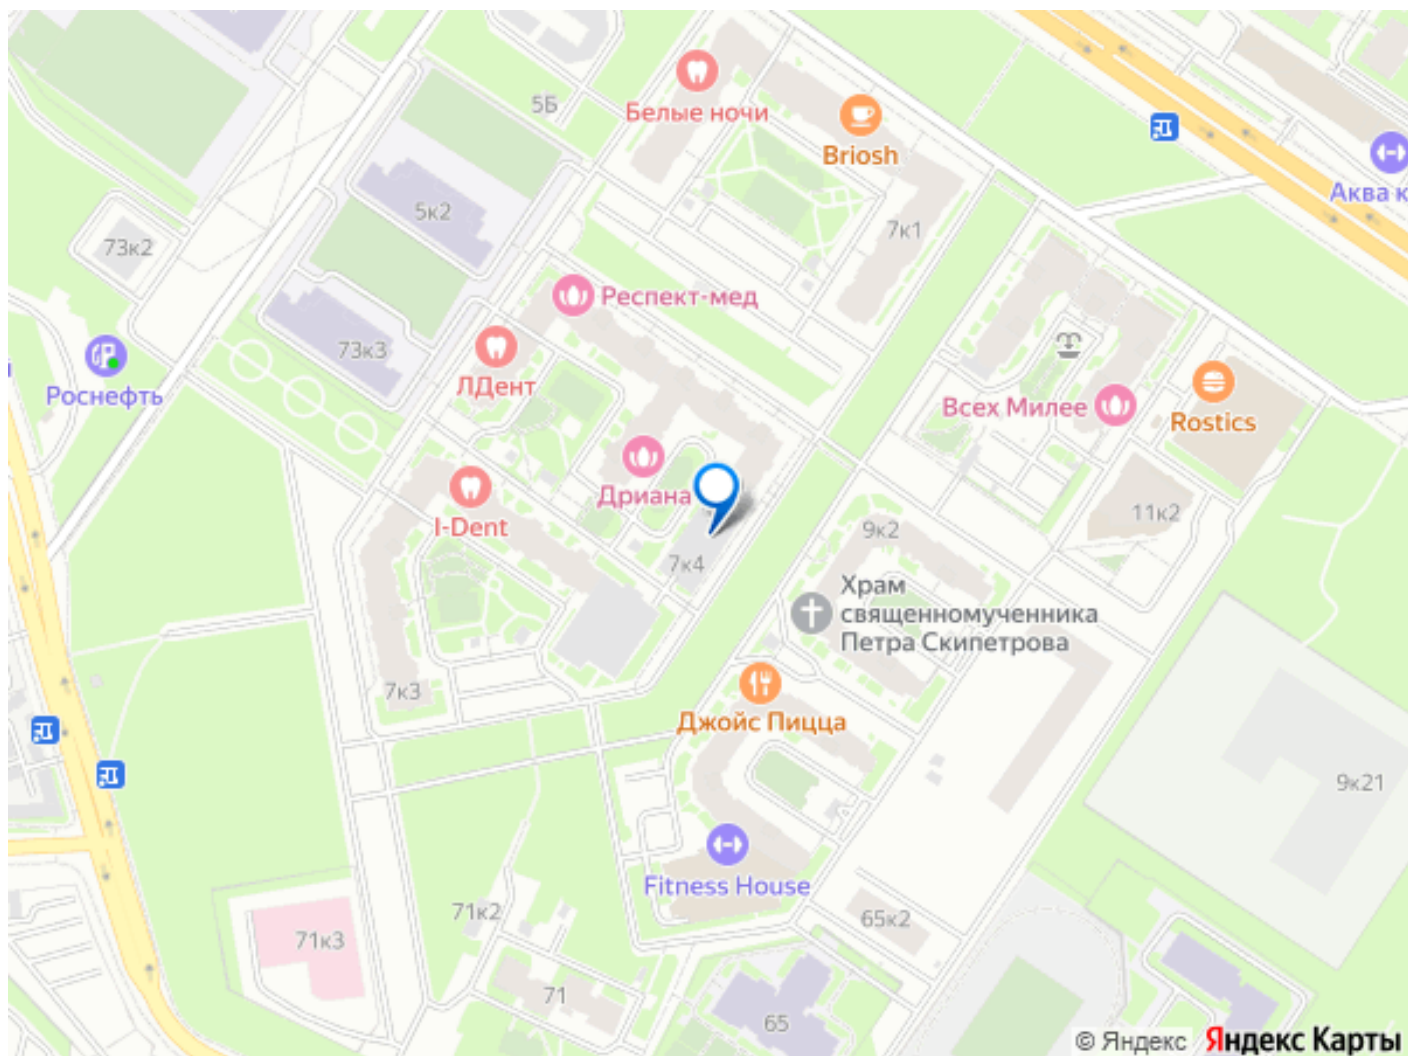 5Б
Белые ночи
Briosh
Аква к
5к2
7к1
73к2
Респект-мед
73к3
ЛДент
Роснефть
Всех Милее
Rostics
Дриана
I-Dent
11к2
9к2
7к4
Храм
священномученника
Петра Скипетрова
7к3
Джойс Пицца
9к21
Fitness House
71к2
65к2
71к3
71
65
© Яндекс Яндекс Карты